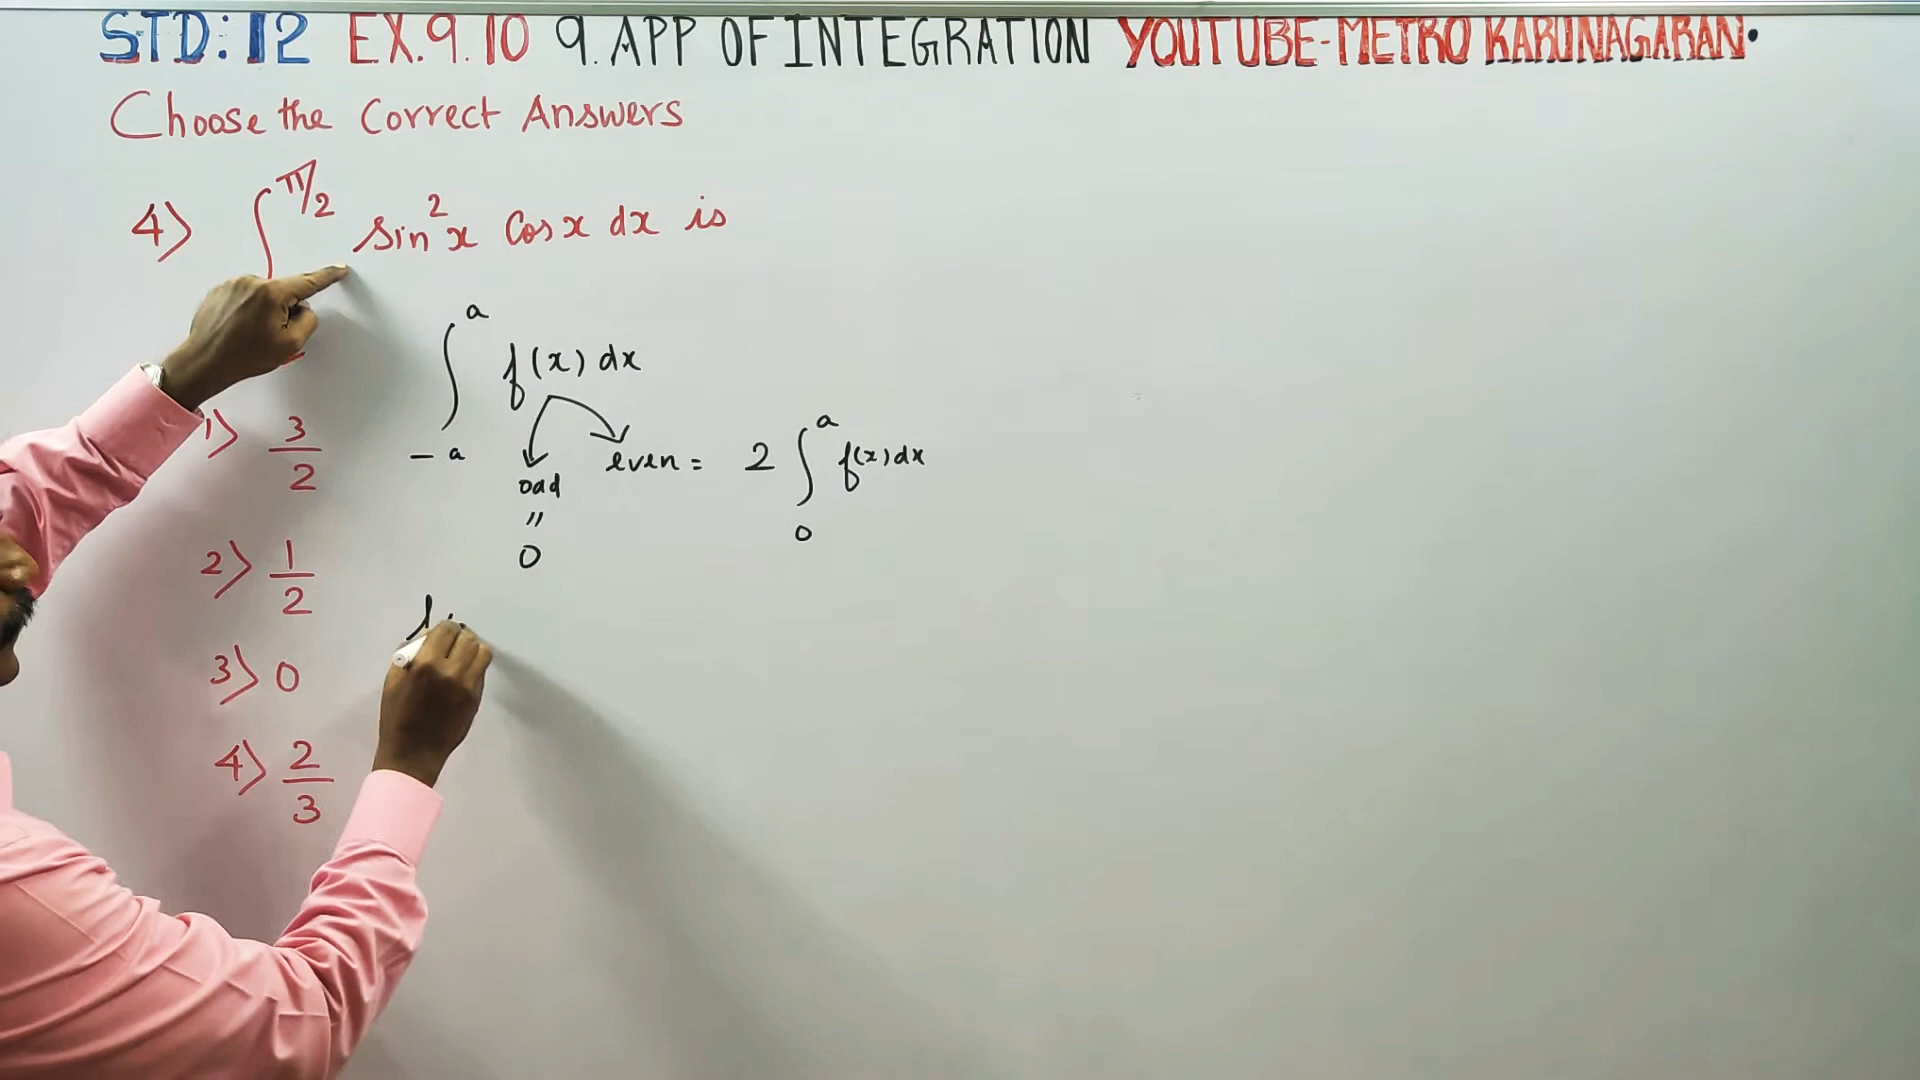 STD: 12 EX.9.10 9. APP OF INTEGRATION YOUTUBE-METRO KARUNAGARAN.
Choose the Correct Answers
4) ∫ π/2 sin²x Cos x dx is
∫ a -a f(x) dx
1) 3/2
odd even = 2 ∫ a 0 f(x) dx
"
0
2) 1/2
3) 0
4) 2/3